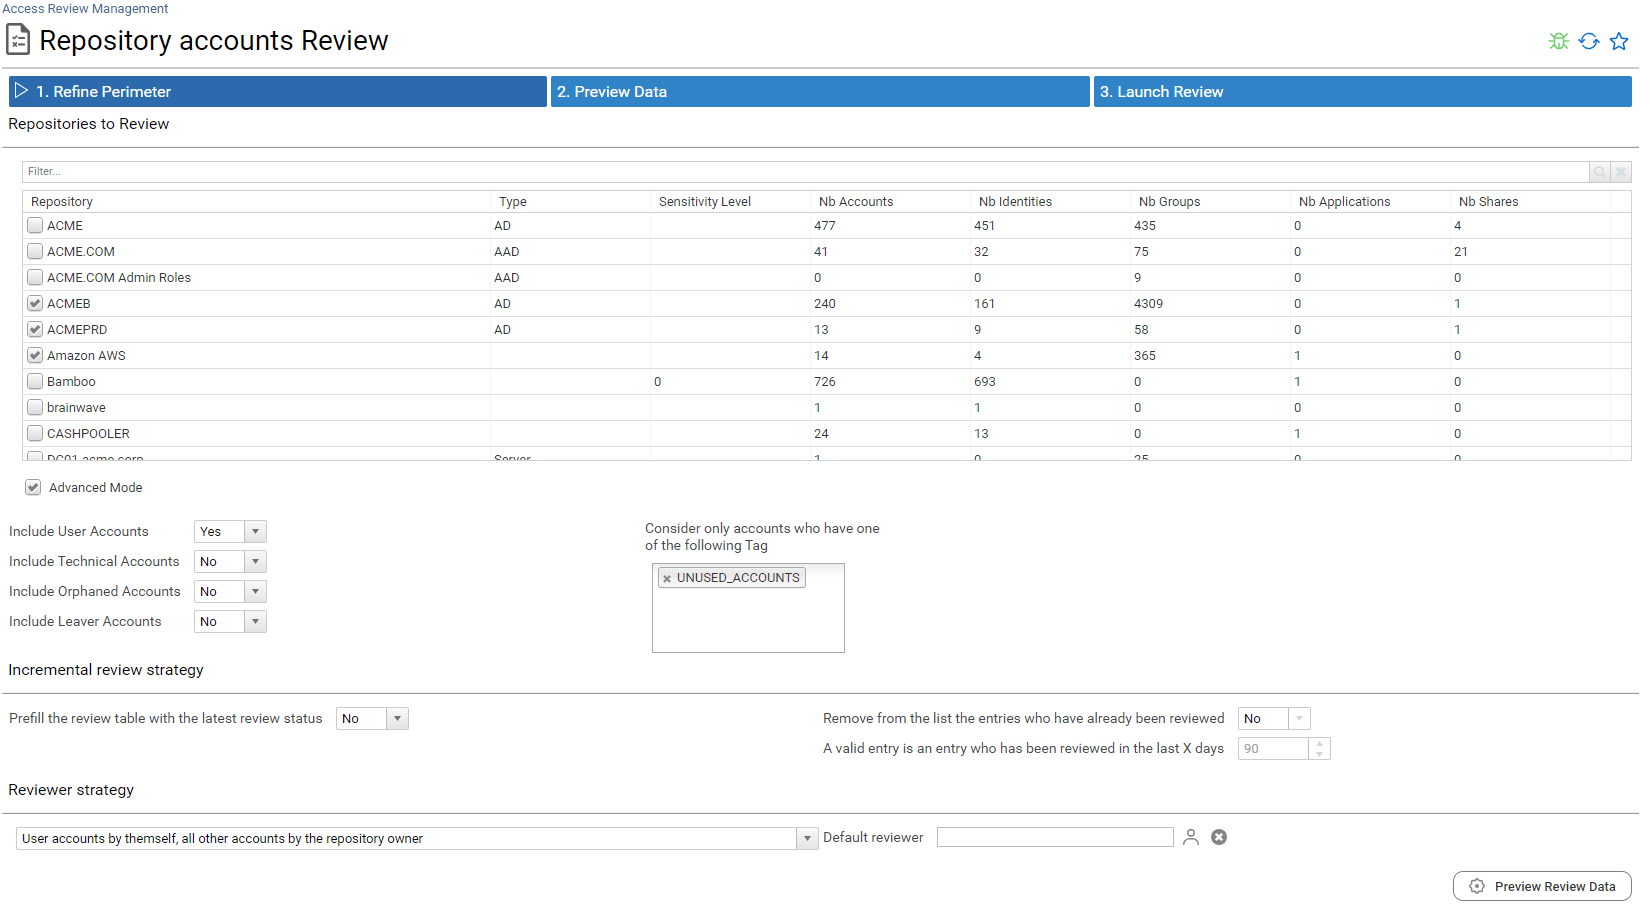 Access Review Management
Repository accounts Review
1. Refine Perimeter 2. Preview Data 3. Launch Review
Repositories to Review
Filter...
Repository Type Sensitivity Level Nb Accounts Nb Identities Nb Groups Nb Applications Nb Shares
ACME AD 477 451 435 0 4
ACME.COM AAD 41 32 75 0 21
ACME.COM Admin Roles AAD 0 0 9 0 0
ACMEB AD 240 161 4309 0 1
ACMEPRD AD 13 9 58 0 1
Amazon AWS 14 4 365 1 0
Bamboo 0 726 693 0 1 0
brainwave 1 1 0 0 0
CASHPOOLER 24 13 0 1 0
DC01.acme.corp Server 1 0 25 0 0
Advanced Mode
Include User Accounts Yes
Include Technical Accounts No
Include Orphaned Accounts No
Include Leaver Accounts No
Consider only accounts who have one
of the following Tag
UNUSED_ACCOUNTS
Incremental review strategy
Prefill the review table with the latest review status No
Remove from the list the entries who have already been reviewed No
A valid entry is an entry who has been reviewed in the last X days 90
Reviewer strategy
User accounts by themself, all other accounts by the repository owner
Default reviewer
Preview Review Data